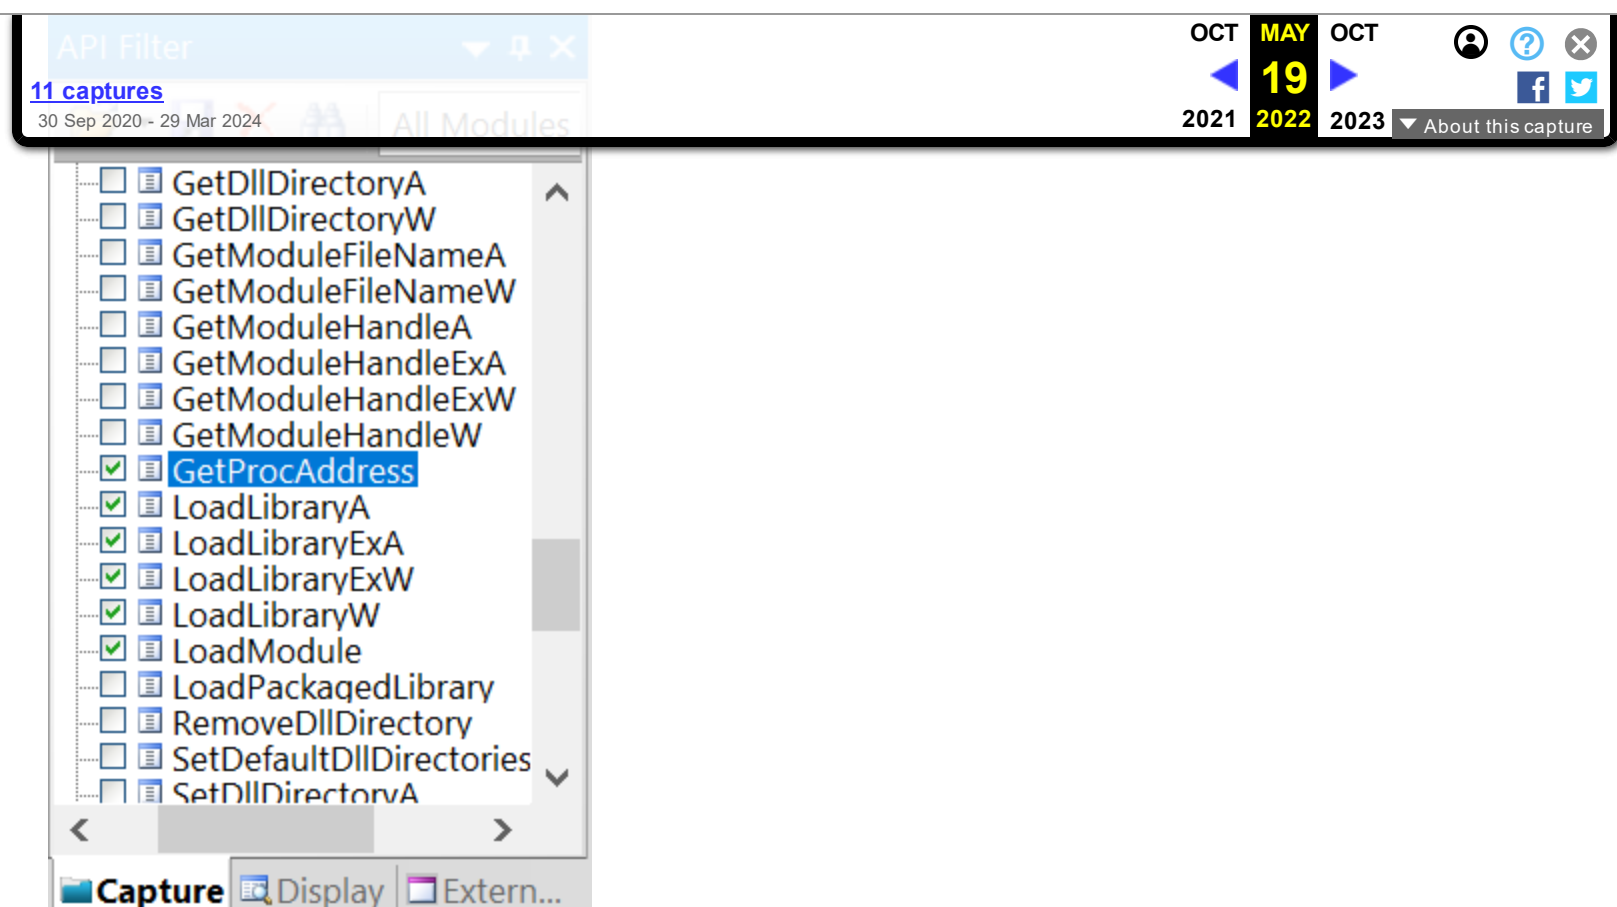 API Filter
OCT MAY OCT
11 captures
19
30 Sep 2020 - 29 Mar 2024
All Modules
2021 2022 2023
About this capture
GetDllDirectoryA
GetDllDirectoryW
GetModuleFileNameA
GetModuleFileNameW
GetModuleHandleA
GetModuleHandleExA
GetModuleHandleExW
GetModuleHandleW
GetProcAddress
LoadLibraryA
LoadLibraryExA
LoadLibraryExW
LoadLibraryW
LoadModule
LoadPackagedLibrary
RemoveDllDirectory
SetDefaultDllDirectories
SetDllDirectoryA
Capture Display Extern...